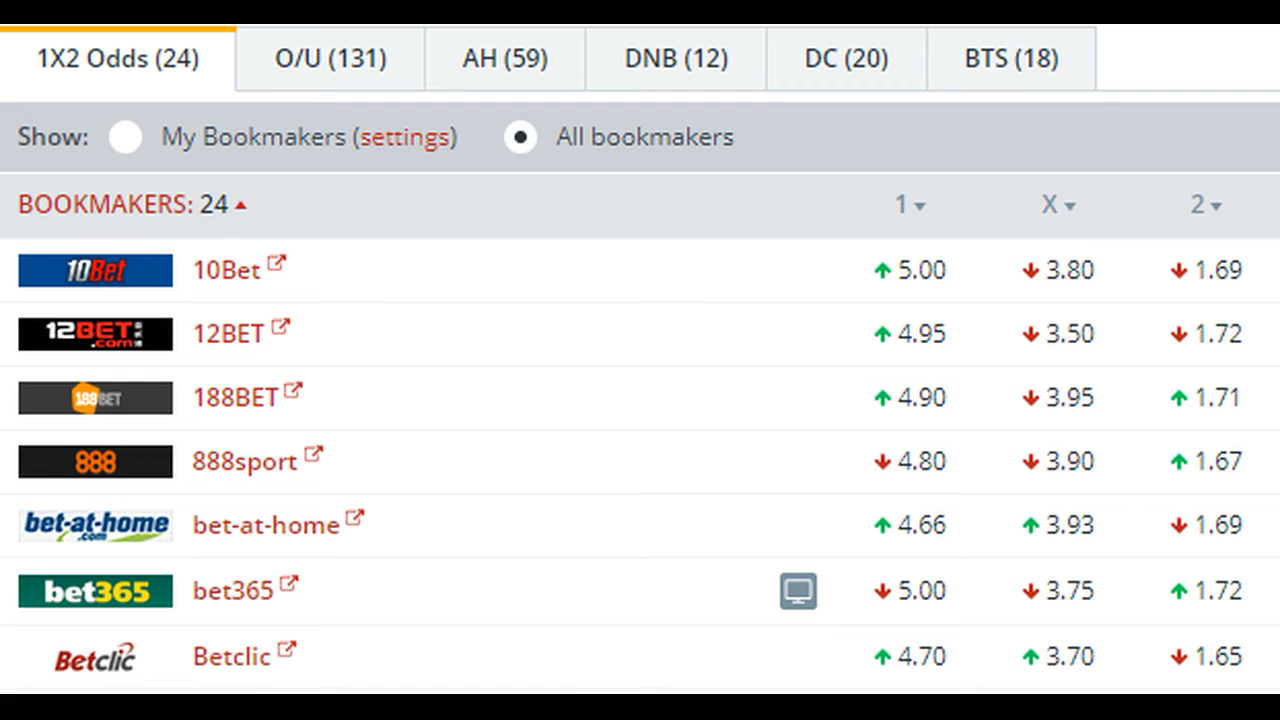 1X2 Odds (24) O/U (131) AH (59) DNB (12) DC (20) BTS (18)
Show: My Bookmakers (settings) All bookmakers
BOOKMAKERS: 24 1 X 2
10Bet 10Bet 5.00 3.80 1.69
12BET.com 12BET 4.95 3.50 1.72
188BET 188BET 4.90 3.95 1.71
888 888sport 4.80 3.90 1.67
bet-at-home.com bet-at-home 4.66 3.93 1.69
bet365 bet365 5.00 3.75 1.72
Betclic Betclic 4.70 3.70 1.65